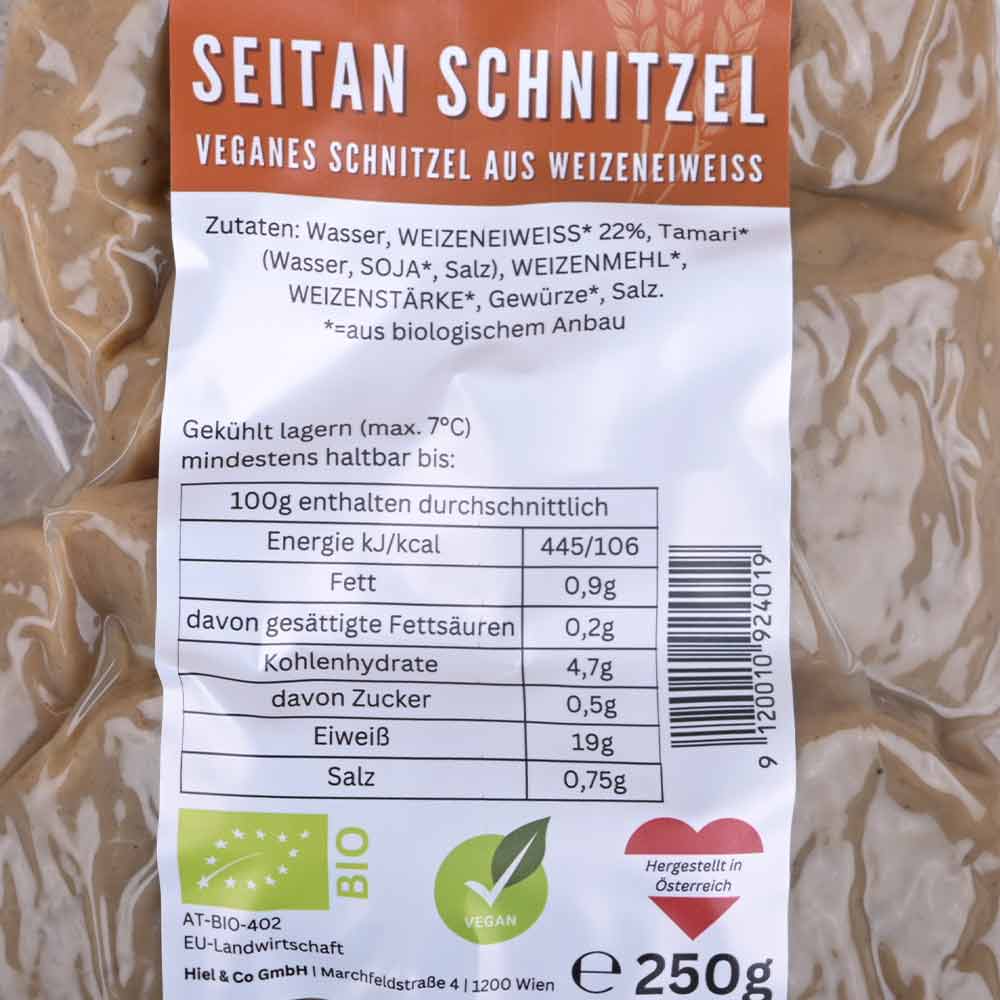 SEITAN SCHNITZEL
VEGANES SCHNITZEL AUS WEIZENEIWEISS
Zutaten: Wasser, WEIZENEIWEISS* 22%, Tamari*
(Wasser, SOJA*, Salz), WEIZENMEHL*,
WEIZENSTÄRKE*, Gewürze*, Salz.
*=aus biologischem Anbau
Gekühlt lagern (max. 7°C)
mindestens haltbar bis:
100g enthalten durchschnittlich
Energie kJ/kcal 445/106
Fett 0,9g
davon gesättigte Fettsäuren 0,2g
Kohlenhydrate 4,7g
davon Zucker 0,5g
Eiweiß 19g
Salz 0,75g
9 120010 924019
BIO
VEGAN
Hergestellt in
Österreich
AT-BIO-402
EU-Landwirtschaft
Hiel & Co GmbH | Marchfeldstraße 4 | 1200 Wien
℮ 250g